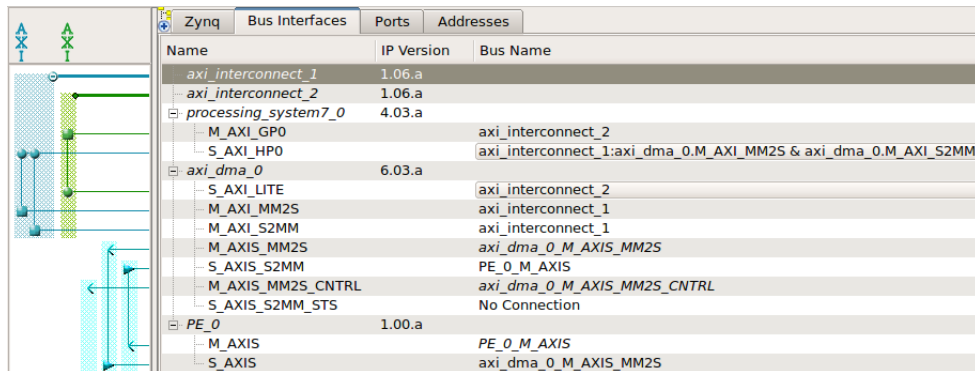 AXI AXI
Zynq Bus Interfaces Ports Addresses
Name IP Version Bus Name
axi_interconnect_1 1.06.a
axi_interconnect_2 1.06.a
processing_system7_0 4.03.a
M_AXI_GP0 axi_interconnect_2
S_AXI_HP0 axi_interconnect_1:axi_dma_0.M_AXI_MM2S & axi_dma_0.M_AXI_S2MM
axi_dma_0 6.03.a
S_AXI_LITE axi_interconnect_2
M_AXI_MM2S axi_interconnect_1
M_AXI_S2MM axi_interconnect_1
M_AXIS_MM2S axi_dma_0_M_AXIS_MM2S
S_AXIS_S2MM PE_0_M_AXIS
M_AXIS_MM2S_CNTRL axi_dma_0_M_AXIS_MM2S_CNTRL
S_AXIS_S2MM_STS No Connection
PE_0 1.00.a
M_AXIS PE_0_M_AXIS
S_AXIS axi_dma_0_M_AXIS_MM2S